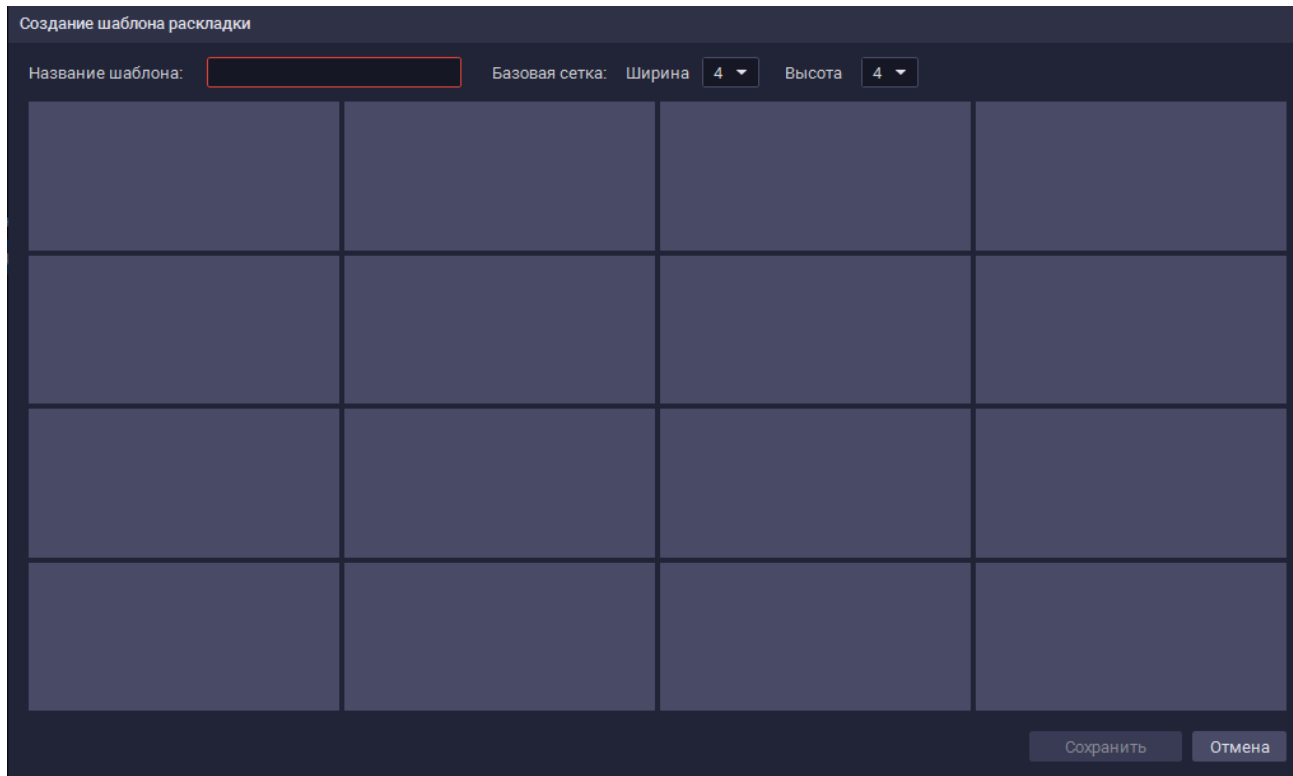 Создание шаблона раскладки
Название шаблона: Базовая сетка: Ширина 4 Высота 4
Сохранить Отмена